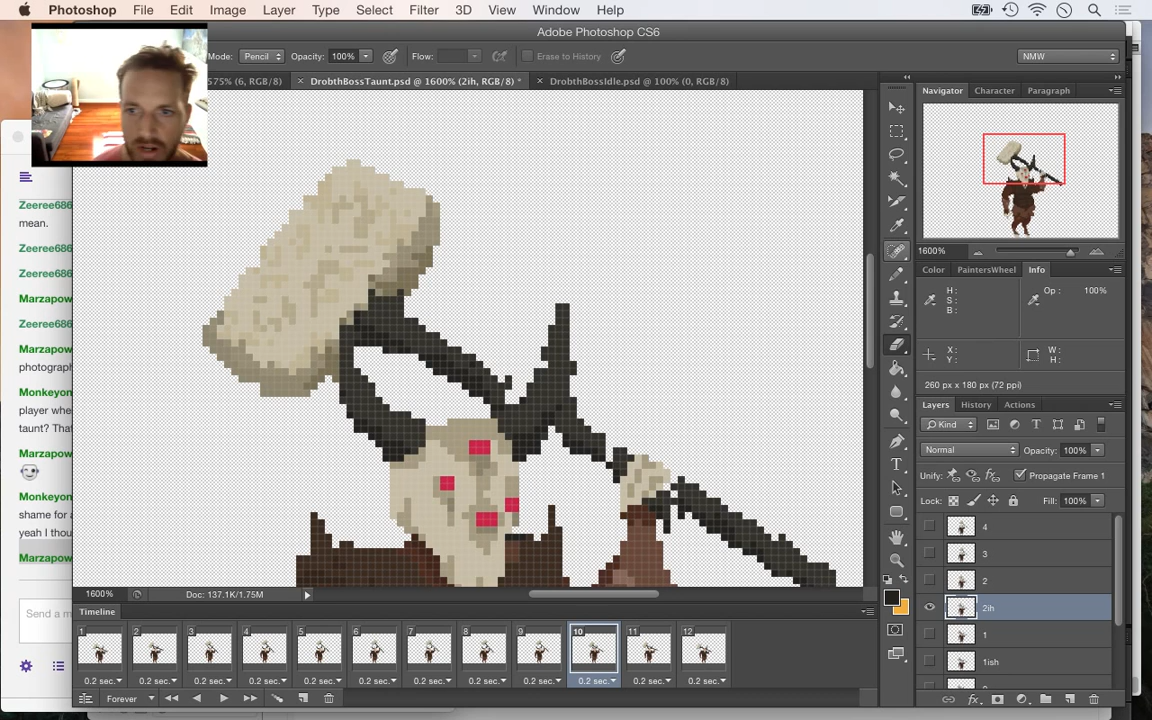 Photoshop File Edit Image Layer Type Select Filter 3D View Window Help
Adobe Photoshop CS6
Mode: Pencil Opacity: 100% Flow: Erase to History NMW
575% (6, RGB/8) × DrobthBossTaunt.psd @ 1600% (2ih, RGB/8) * × DrobthBossIdle.psd @ 100% (0, RGB/8)
Zeeree686
mean.
Zeeree686
Zeeree686
Marzapow
Zeeree686
Marzapow
photograph
Monkeyon
player whe
taunt? Tha
Marzapow
Monkeyon
shame for a
yeah I thou
Marzapow
Send a m
1600% Doc: 137.1K/1.75M
Timeline
1 2 3 4 5 6 7 8 9 10 11 12
0.2 sec. 0.2 sec. 0.2 sec. 0.2 sec. 0.2 sec. 0.2 sec. 0.2 sec. 0.2 sec. 0.2 sec. 0.2 sec. 0.2 sec. 0.2 sec.
Forever
Navigator Character Paragraph
1600%
Color PaintersWheel Info
H: Op: 100%
S:
B:
X: W:
Y: H:
260 px x 180 px (72 ppi)
Layers History Actions
Kind
Normal Opacity: 100%
Unify: Propagate Frame 1
Lock: Fill: 100%
4
3
2
2ih
1
1ish